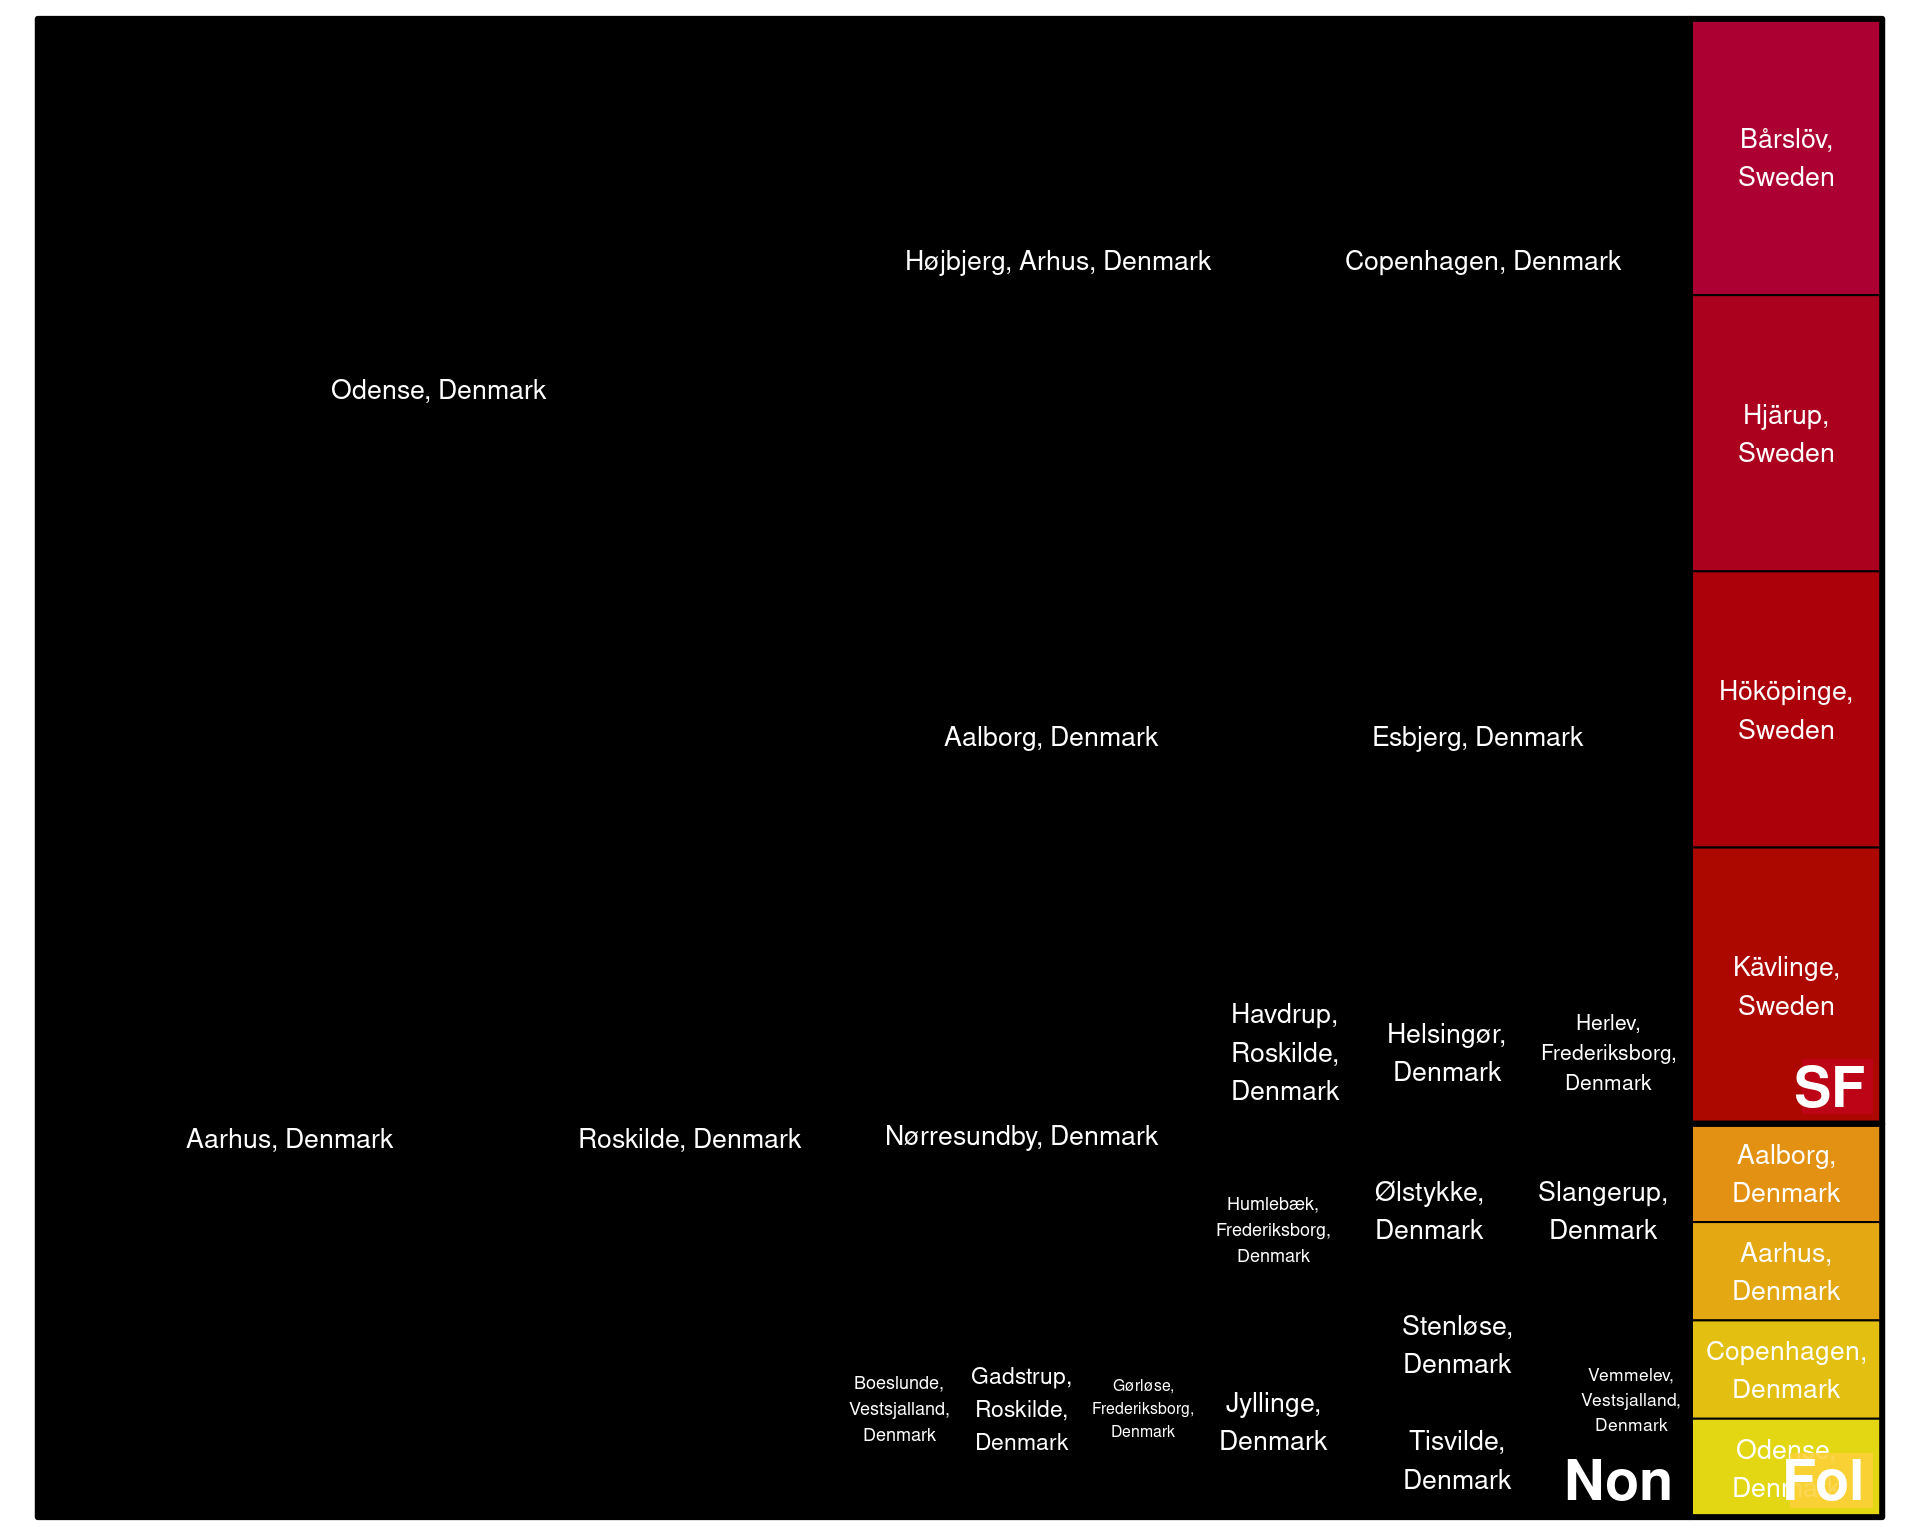 Bårslöv,
Sweden
Højbjerg, Arhus, Denmark
Copenhagen, Denmark
Odense, Denmark
Hjärup,
Sweden
Aalborg, Denmark
Esbjerg, Denmark
Hököpinge,
Sweden
Kävlinge,
Sweden
SF
Aarhus, Denmark
Roskilde, Denmark
Nørresundby, Denmark
Havdrup,
Roskilde,
Denmark
Helsingør,
Denmark
Herlev,
Frederiksborg,
Denmark
Humlebæk,
Frederiksborg,
Denmark
Ølstykke,
Denmark
Slangerup,
Denmark
Boeslunde,
Vestsjalland,
Denmark
Gadstrup,
Roskilde,
Denmark
Gørløse,
Frederiksborg,
Denmark
Jyllinge,
Denmark
Stenløse,
Denmark
Tisvilde,
Denmark
Vemmelev,
Vestsjalland,
Denmark
Non
Aalborg,
Denmark
Aarhus,
Denmark
Copenhagen,
Denmark
Odense,
Denmark
Fol